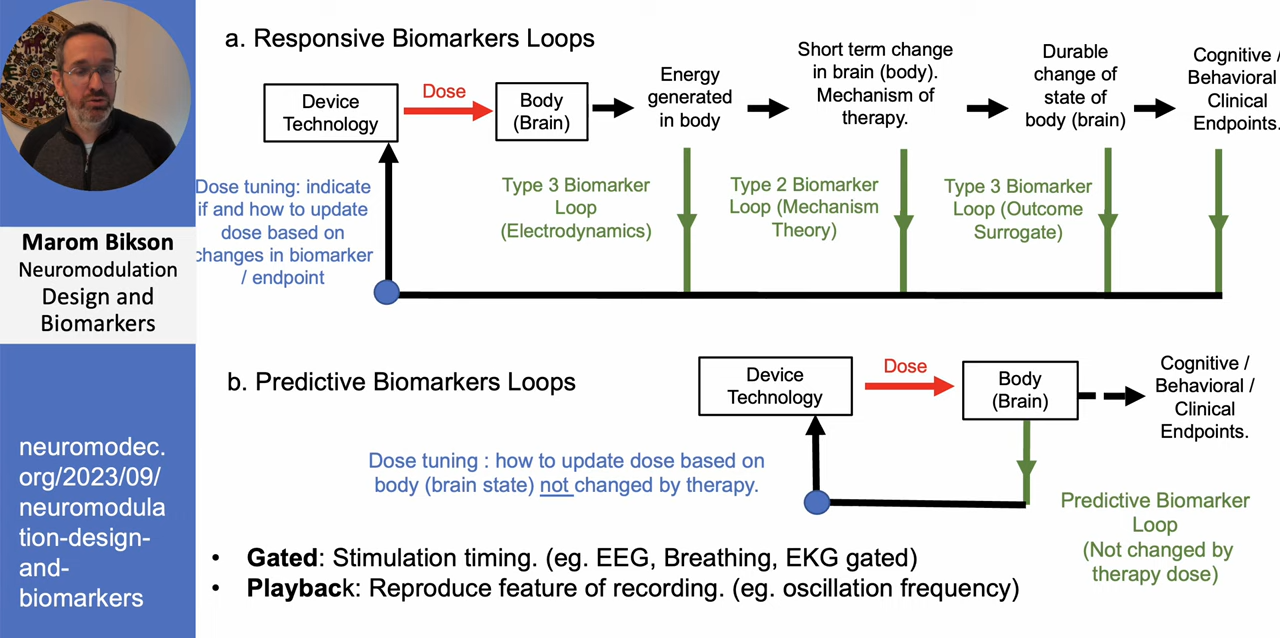 a. Responsive Biomarkers Loops
Device
Technology
Dose
Body
(Brain)
Energy
generated
in body
Short term change
in brain (body).
Mechanism of
therapy.
Durable
change of
state of
body (brain)
Cognitive /
Behavioral
Clinical
Endpoints.
Dose tuning: indicate
if and how to update
dose based on
changes in biomarker
/ endpoint
Type 3 Biomarker
Loop
(Electrodynamics)
Type 2 Biomarker
Loop (Mechanism
Theory)
Type 3 Biomarker
Loop (Outcome
Surrogate)
Marom Bikson
Neuromodulation
Design and
Biomarkers
b. Predictive Biomarkers Loops
Device
Technology
Dose
Body
(Brain)
Cognitive /
Behavioral /
Clinical
Endpoints.
Dose tuning : how to update dose based on
body (brain state) not changed by therapy.
Predictive Biomarker
Loop
(Not changed by
therapy dose)
neuromodec.
org/2023/09/
neuromodula
tion-design-
and-
biomarkers
• Gated: Stimulation timing. (eg. EEG, Breathing, EKG gated)
• Playback: Reproduce feature of recording. (eg. oscillation frequency)